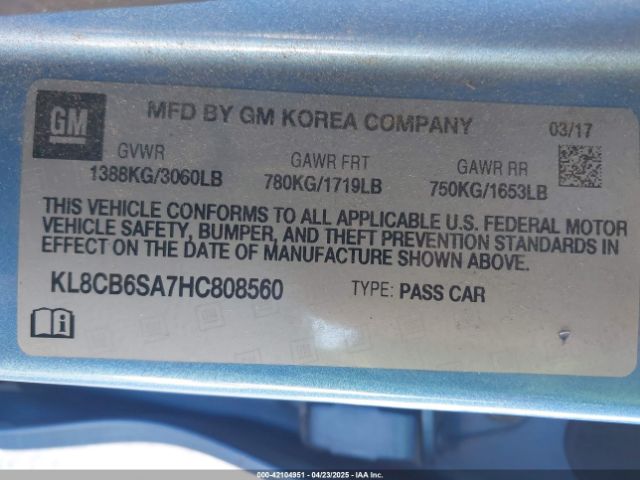 GM
MFD BY GM KOREA COMPANY 03/17
GVWR GAWR FRT GAWR RR
1388KG/3060LB 780KG/1719LB 750KG/1653LB
THIS VEHICLE CONFORMS TO ALL APPLICABLE U.S. FEDERAL MOTOR
VEHICLE SAFETY, BUMPER, AND THEFT PREVENTION STANDARDS IN
EFFECT ON THE DATE OF MANUFACTURE SHOWN ABOVE.
KL8CB6SA7HC808560 TYPE: PASS CAR
000-42104951 - 04/23/2025 - IAAI.COM